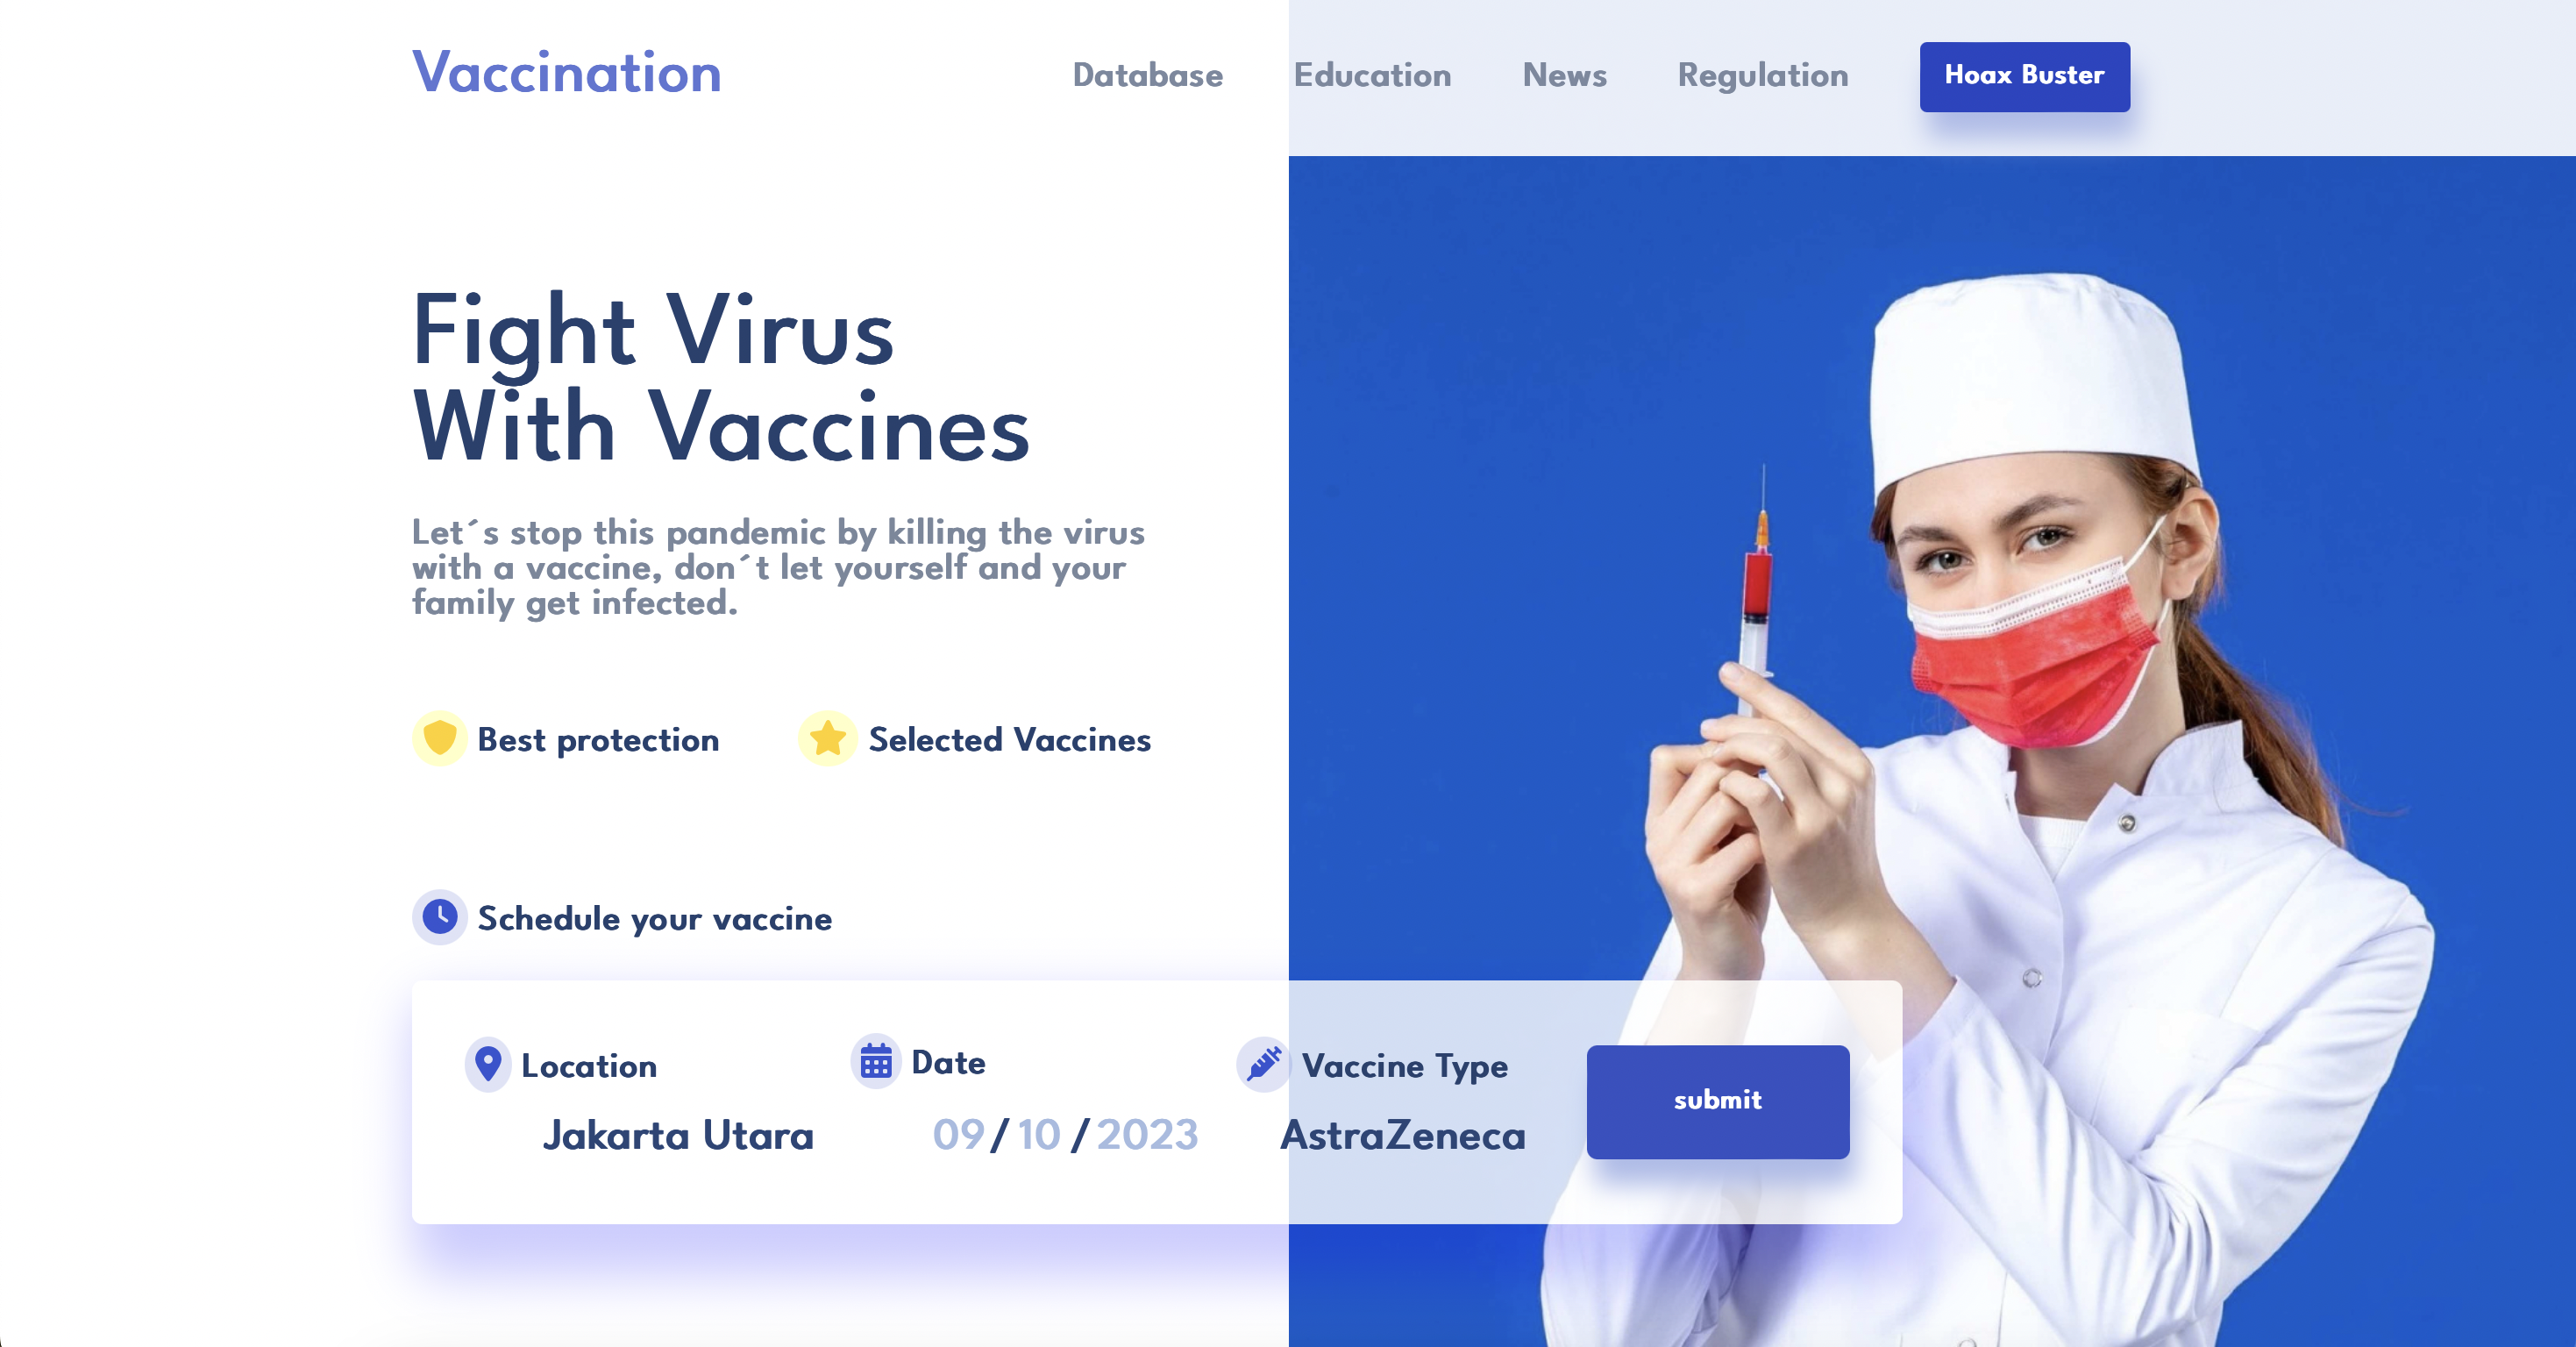 Vaccination
Database
Education
News
Regulation
Hoax Buster
Fight Virus
With Vaccines
Let´s stop this pandemic by killing the virus
with a vaccine, don´t let yourself and your
family get infected.
Best protection
Selected Vaccines
Schedule your vaccine
Location
Date
Vaccine Type
Jakarta Utara
09/ 10 /2023
AstraZeneca
submit